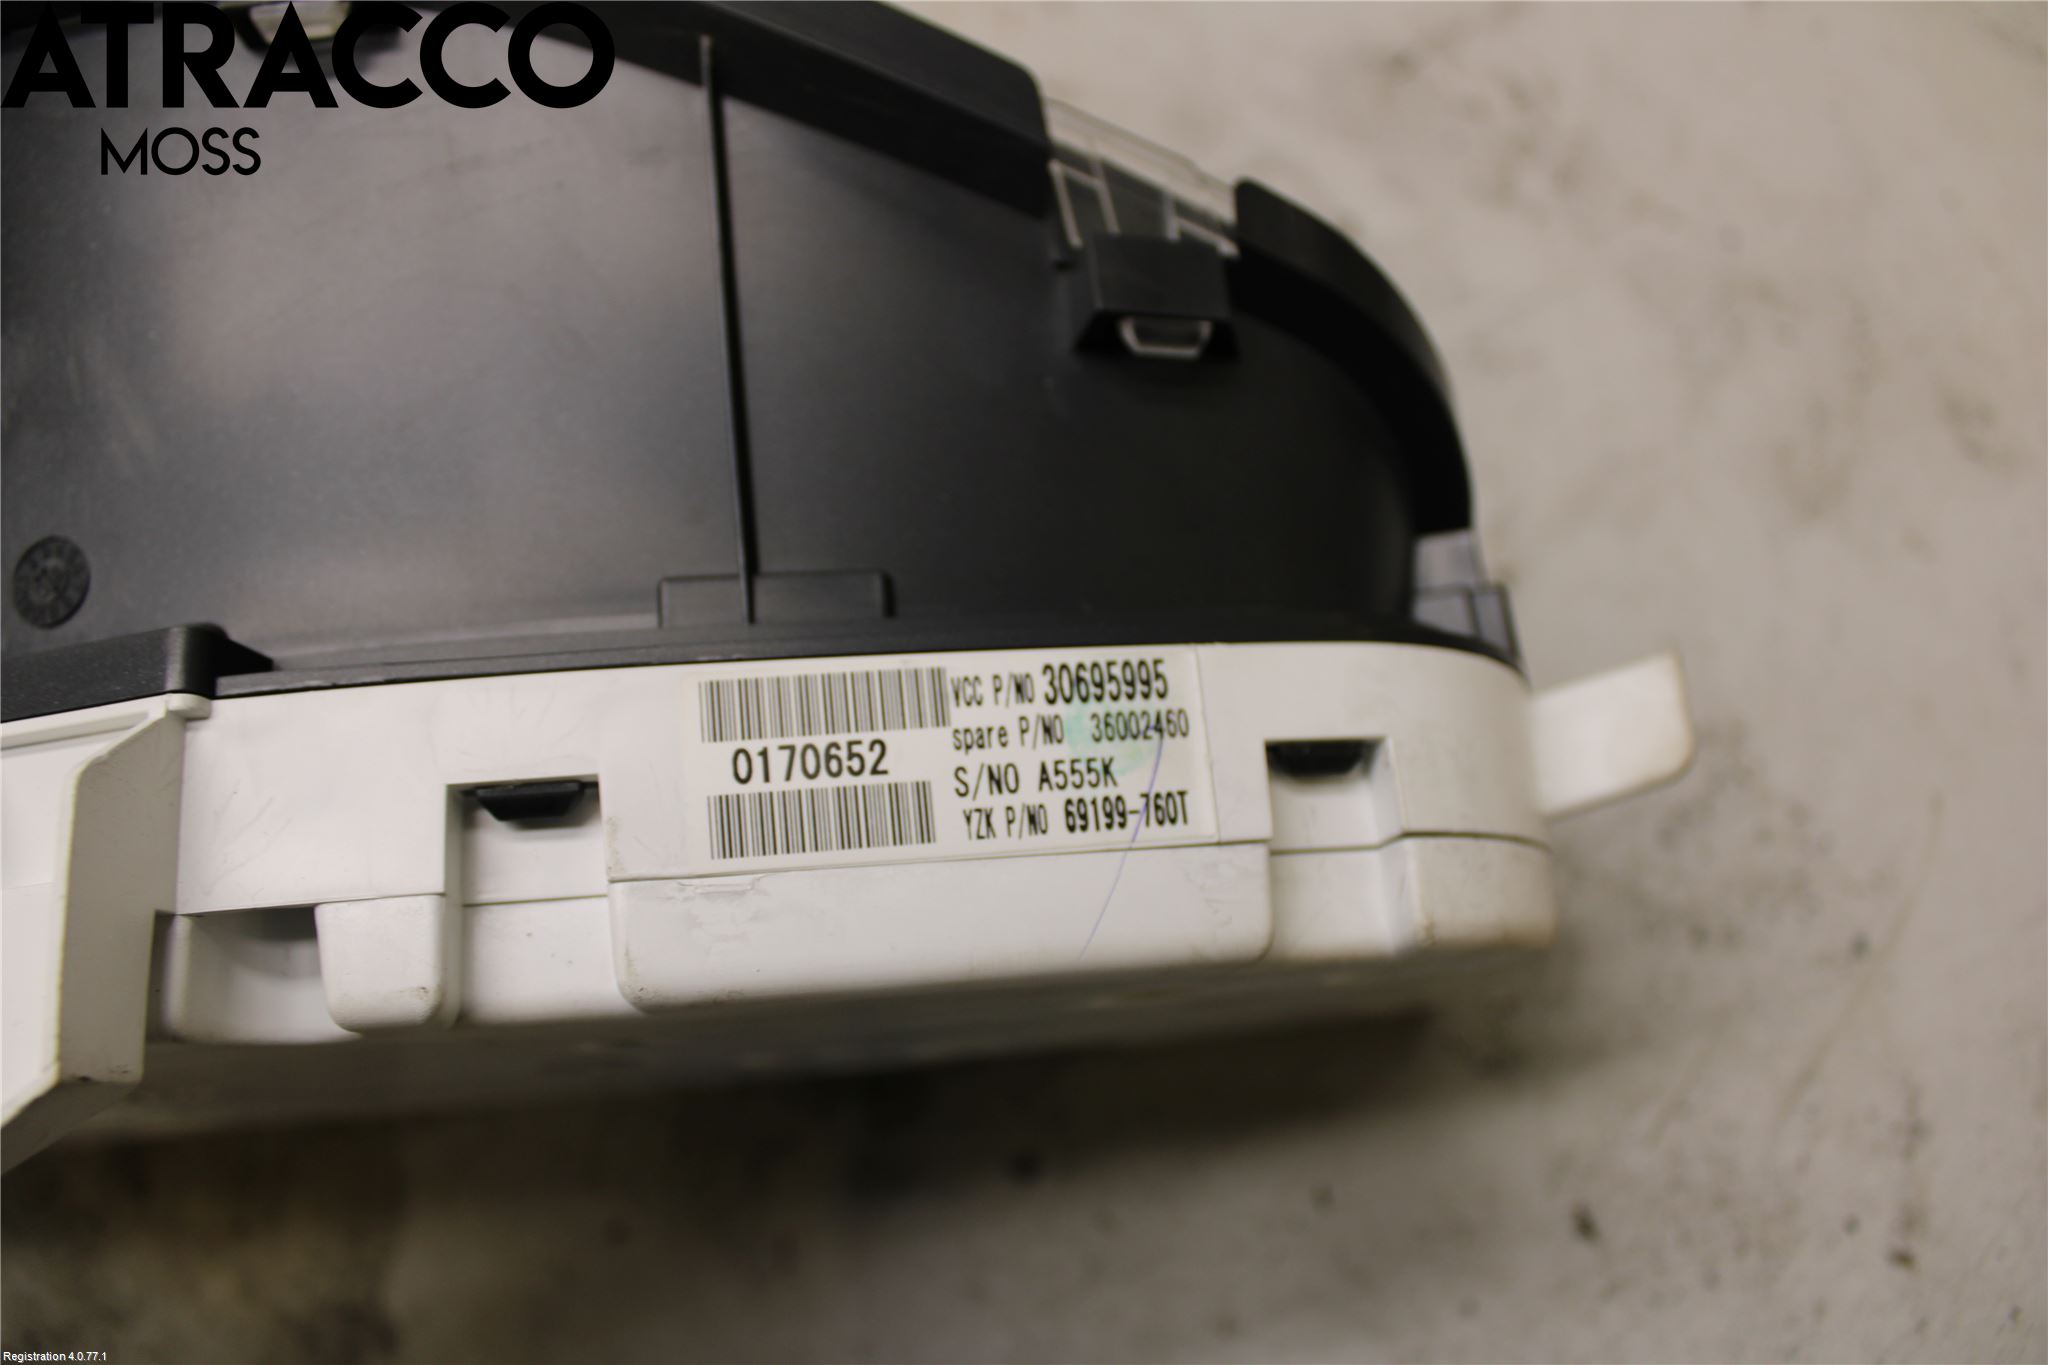 ATRACCO
MOSS
VCC P/NO 30695995
spare P/NO 36002460
0170652
S/NO A555K
YZK P/NO 69199-760T
Registration 4.0.77.1